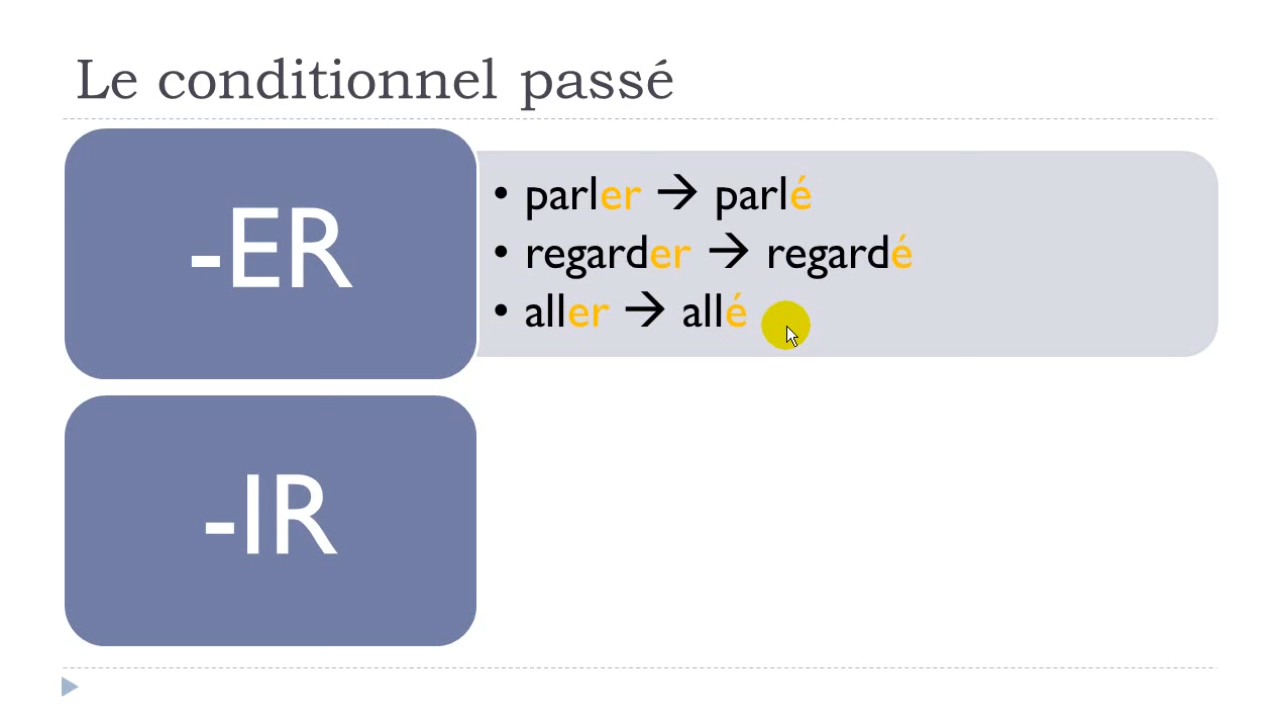 Le conditionnel passé
-ER
• parler → parlé
• regarder → regardé
• aller → allé
-IR